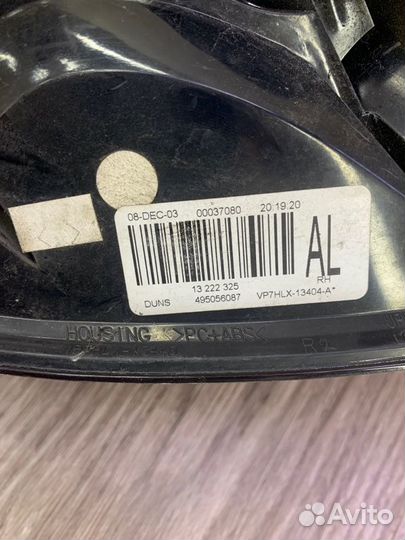 08-DEC-03 00037080 20.19.20
AL
RH
13 222 325
DUNS 495056087 VP7HLX-13404-A*
HOUSING >PC+ABS<
R2
Avito